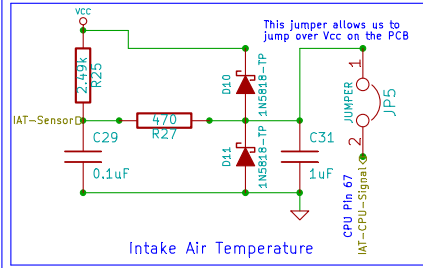 vcc
This jumper allows us to
jump over Vcc on the PCB
2.49k
R25
D10
1N5818-TP
1
JUMPER
JP5
2
IAT-Sensor
470
R27
C29
0.1uF
D11
1N5818-TP
C31
1uF
CPU Pin 67
IAT-CPU-Signal
Intake Air Temperature